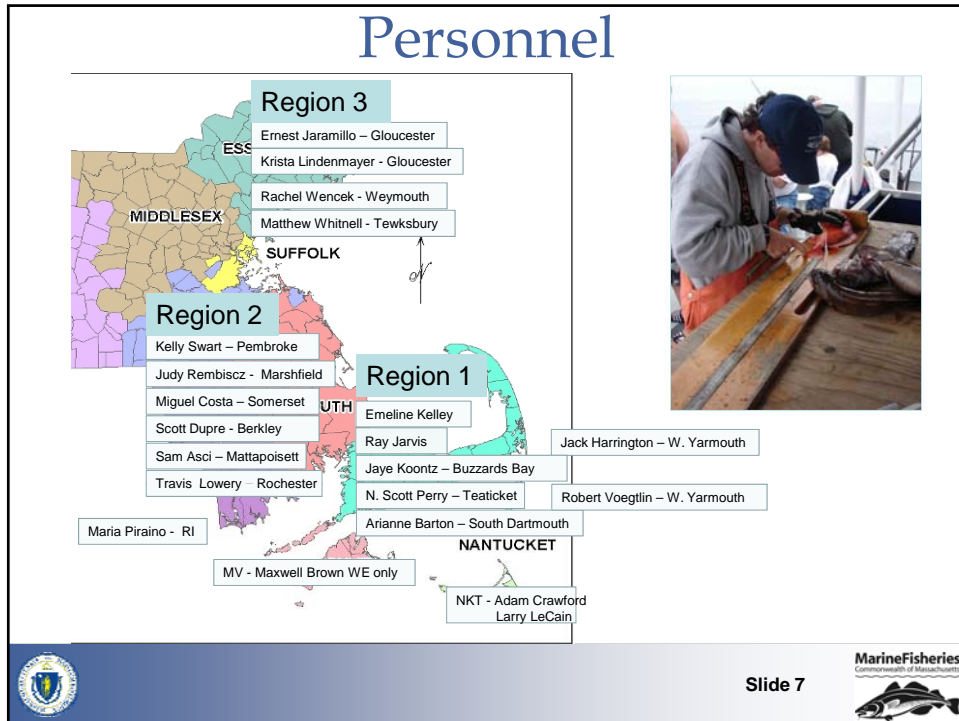 Personnel
Region 3
Ernest Jaramillo – Gloucester
ESS
Krista Lindenmayer - Gloucester
Rachel Wencek - Weymouth
MIDDLESEX
Matthew Whitnell - Tewksbury
SUFFOLK
N
Region 2
Kelly Swart – Pembroke
Judy Rembiscz - Marshfield
Miguel Costa – Somerset
UTH
Scott Dupre - Berkley
Sam Asci – Mattapoisett
Travis Lowery – Rochester
Region 1
Emeline Kelley
Ray Jarvis
Jaye Koontz – Buzzards Bay
N. Scott Perry – Teaticket
Arianne Barton – South Dartmouth
Jack Harrington – W. Yarmouth
Robert Voegtlin – W. Yarmouth
Maria Piraino - RI
NANTUCKET
MV - Maxwell Brown WE only
NKT - Adam Crawford
Larry LeCain
Slide 7
MarineFisheries
Commonwealth of Massachusetts